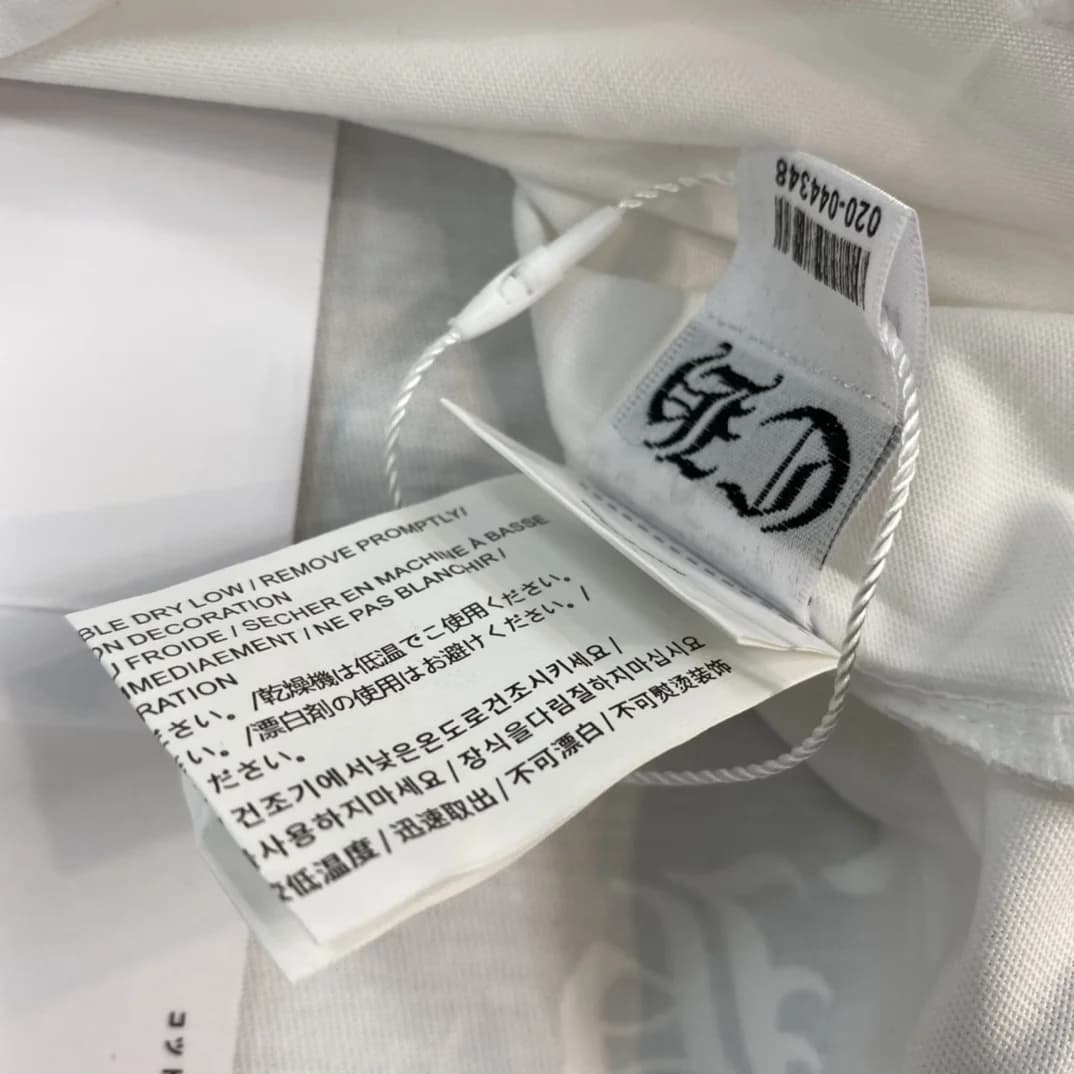 020-044348
BLE DRY LOW / REMOVE PROMPTLY/
ON DECORATION
FROIDE / SECHER EN MACHINE À BASSE
MMEDIAEMENT / NE PAS BLANCHIR /
RATION
さい。/乾燥機は低温でご使用ください。
い。/漂白剤の使用はお避けください。/
ださい。
건조기에서낮은온도로건조시키세요 /
사용하지마세요 / 장식을다림질하지마십시요
低温度 / 迅速取出 / 不可漂白 / 不可熨烫装饰